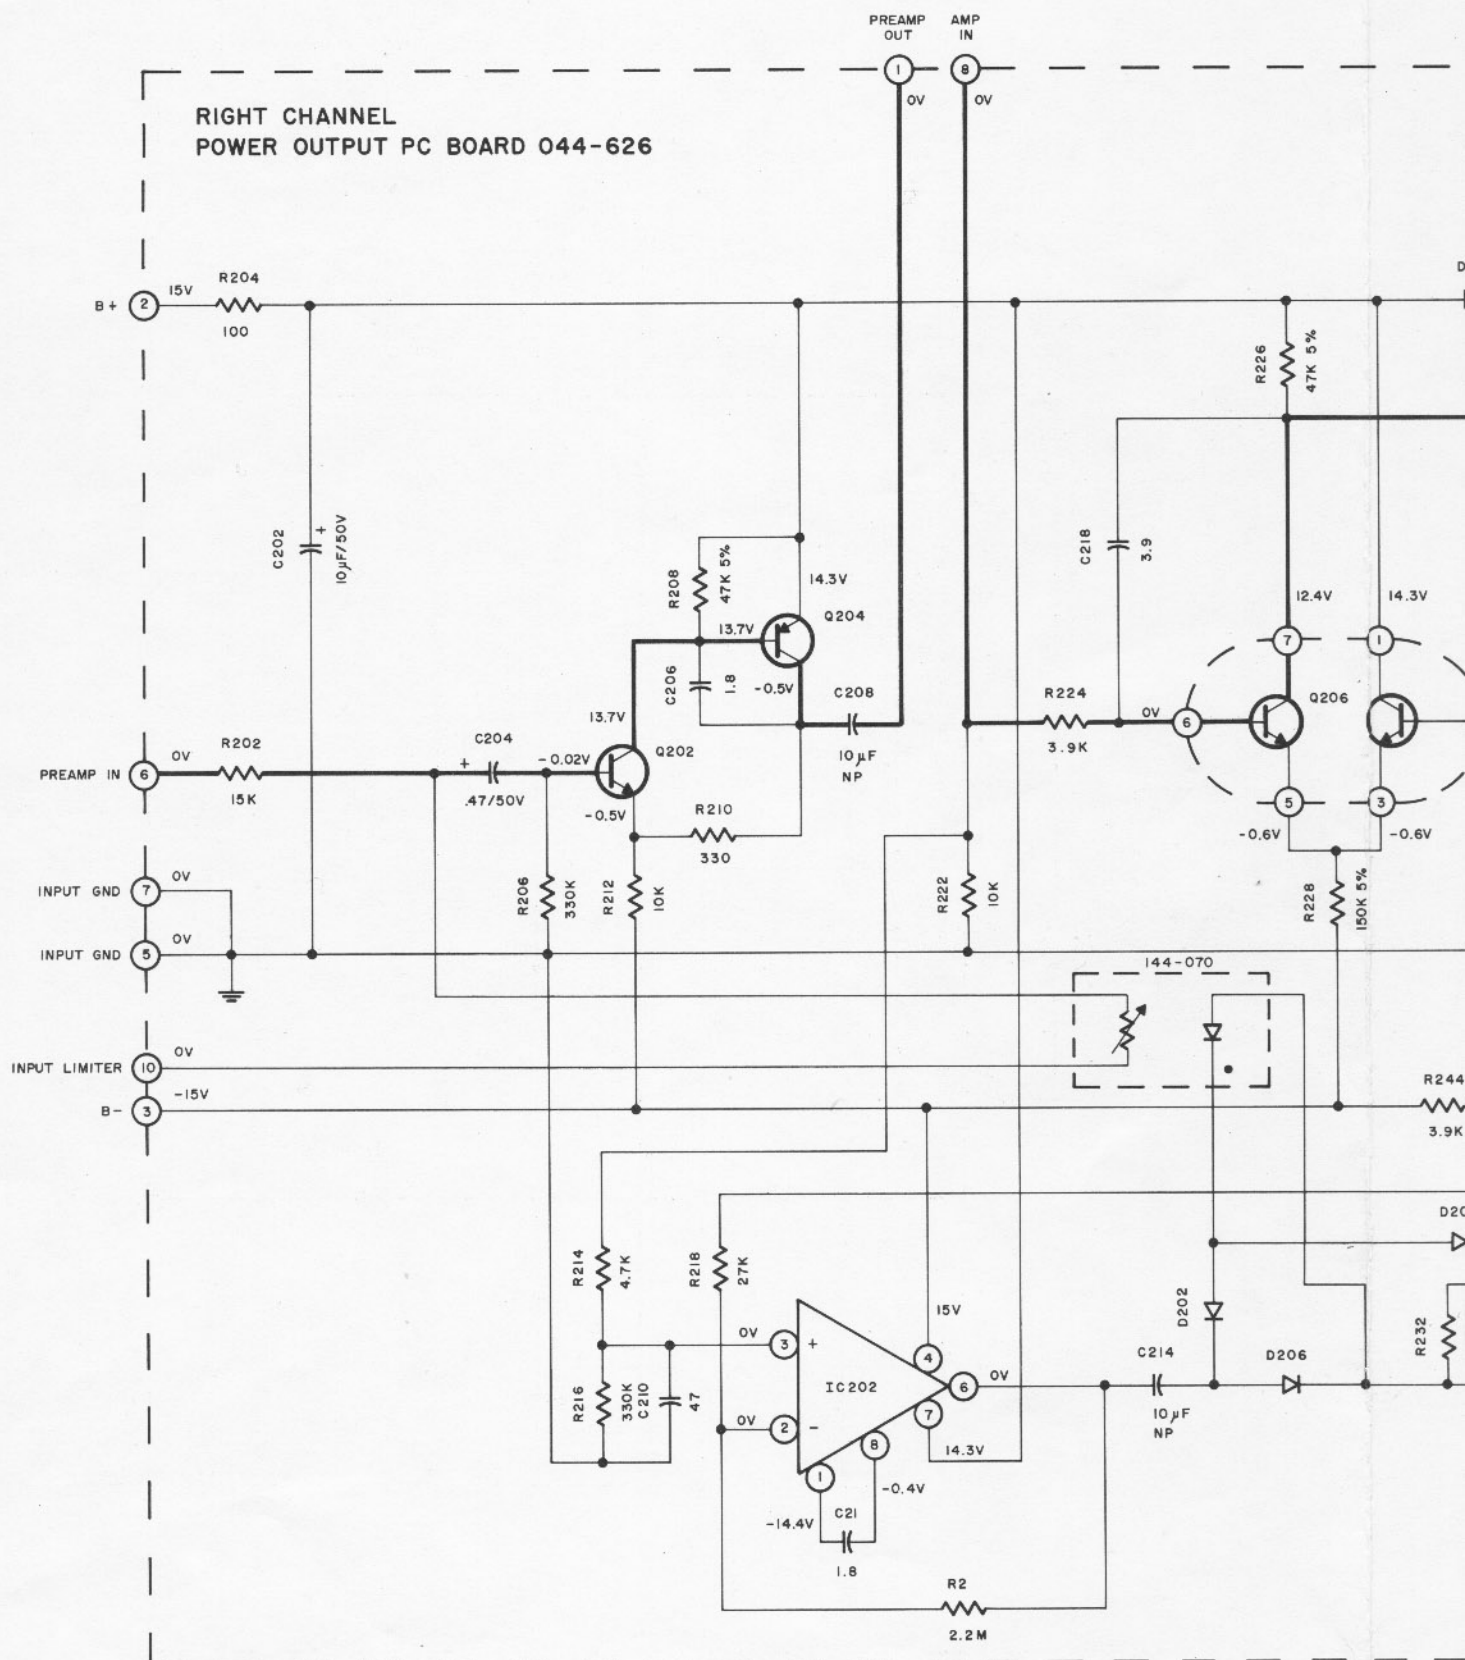 PREAMP OUT
AMP IN
1
8
0V
0V
RIGHT CHANNEL
POWER OUTPUT PC BOARD 044-626
B+
2
15V
R204
100
R226
47K 5%
C202
+
10µF/50V
C218
3.9
R208
47K 5%
14.3V
Q204
13.7V
12.4V
14.3V
7
1
C206
1.8
-0.5V
C208
10µF
NP
R224
3.9K
0V
6
Q206
13.7V
Q202
PREAMP IN
6
0V
R202
15K
C204
+
.47/50V
-0.02V
-0.5V
R210
330
5
3
-0.6V
-0.6V
INPUT GND
7
0V
R206
330K
R212
10K
R222
10K
R228
150K 5%
INPUT GND
5
0V
144-070
INPUT LIMITER
10
0V
B-
3
-15V
R244
3.9K
R214
4.7K
R218
27K
D20
D202
15V
0V
3
+
4
IC202
6
0V
C214
10µF
NP
D206
R232
R216
330K
C210
47
0V
2
-
7
8
14.3V
1
-0.4V
-14.4V
C21
1.8
R2
2.2M